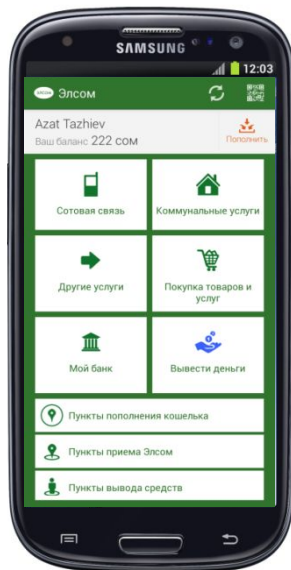 SAMSUNG
12:03
Элсом
Azat Tazhiev
Ваш баланс 222 СОМ
Пополнить
Сотовая связь
Коммунальные услуги
Другие услуги
Покупка товаров и
услуг
Мой банк
Вывести деньги
Пункты пополнения кошелька
Пункты приема Элсом
Пункты вывода средств